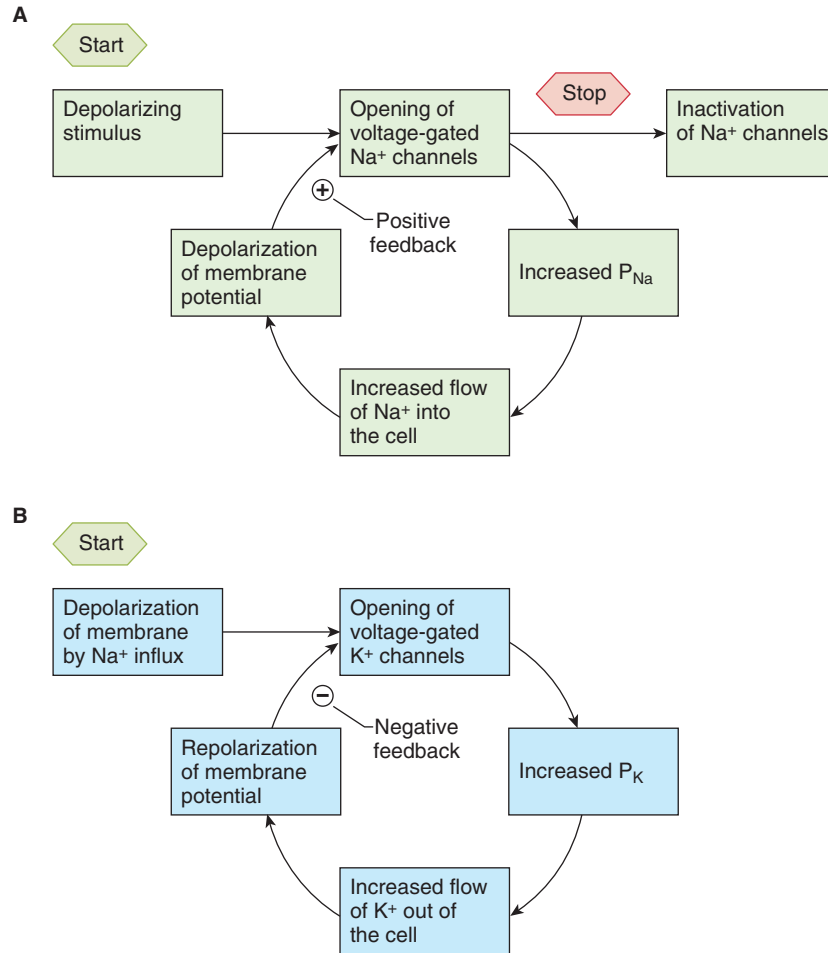 A
Start
Depolarizing
stimulus
Opening of
voltage-gated
Na⁺ channels
Stop
Inactivation
of Na⁺ channels
+
Positive
feedback
Depolarization
of membrane
potential
Increased P_Na
Increased flow
of Na⁺ into
the cell
B
Start
Depolarization
of membrane
by Na⁺ influx
Opening of
voltage-gated
K⁺ channels
−
Negative
feedback
Repolarization
of membrane
potential
Increased P_K
Increased flow
of K⁺ out of
the cell